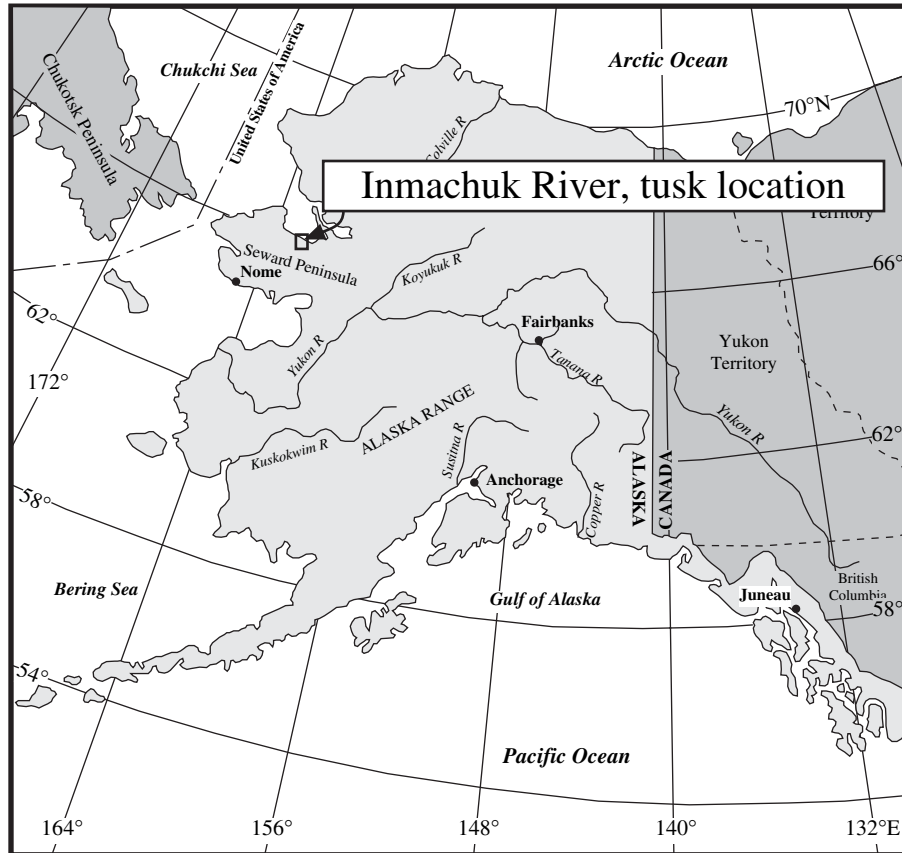 Arctic Ocean
Chukchi Sea
United States of America
Chukotsk Peninsula
70°N
Colville R
Inmachuk River, tusk location
Territory
Seward Peninsula
Nome
Koyukuk R
66°
62°
Fairbanks
Yukon
Territory
Yukon R
Tanana R
172°
ALASKA RANGE
Yukon R
62°
Kuskokwim R
Susitna R
Anchorage
Copper R
ALASKA
CANADA
58°
Bering Sea
Gulf of Alaska
Juneau
British
Columbia
58°
54°
Pacific Ocean
164°
156°
148°
140°
132°E